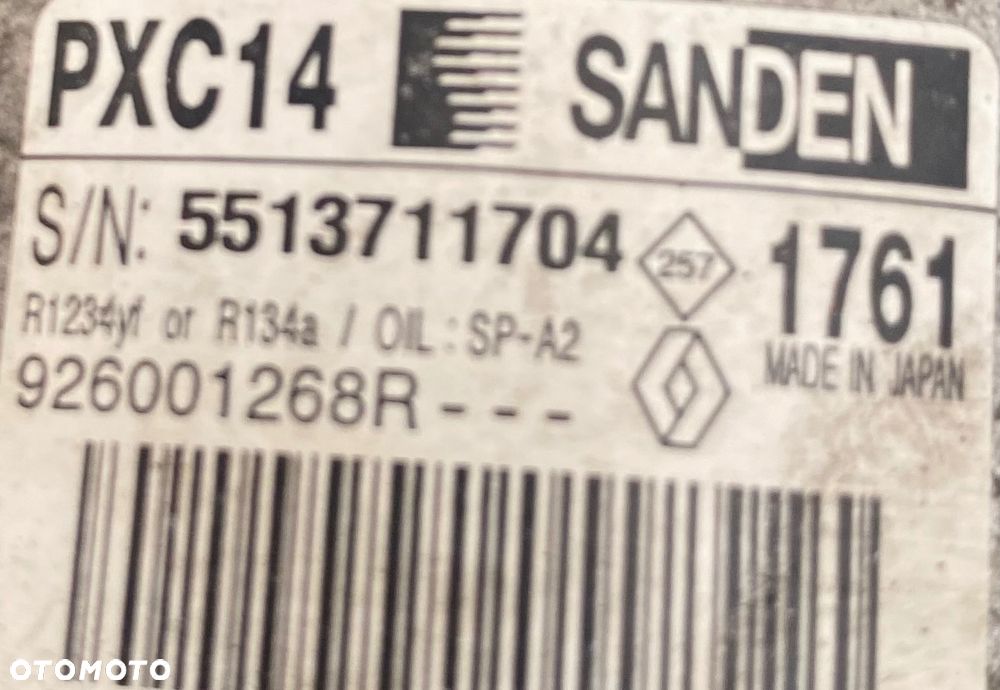 PXC14 SANDEN
S/N: 5513711704 257 1761
R1234yf or R134a / OIL : SP-A2
MADE IN JAPAN
926001268R - - -
OTOMOTO